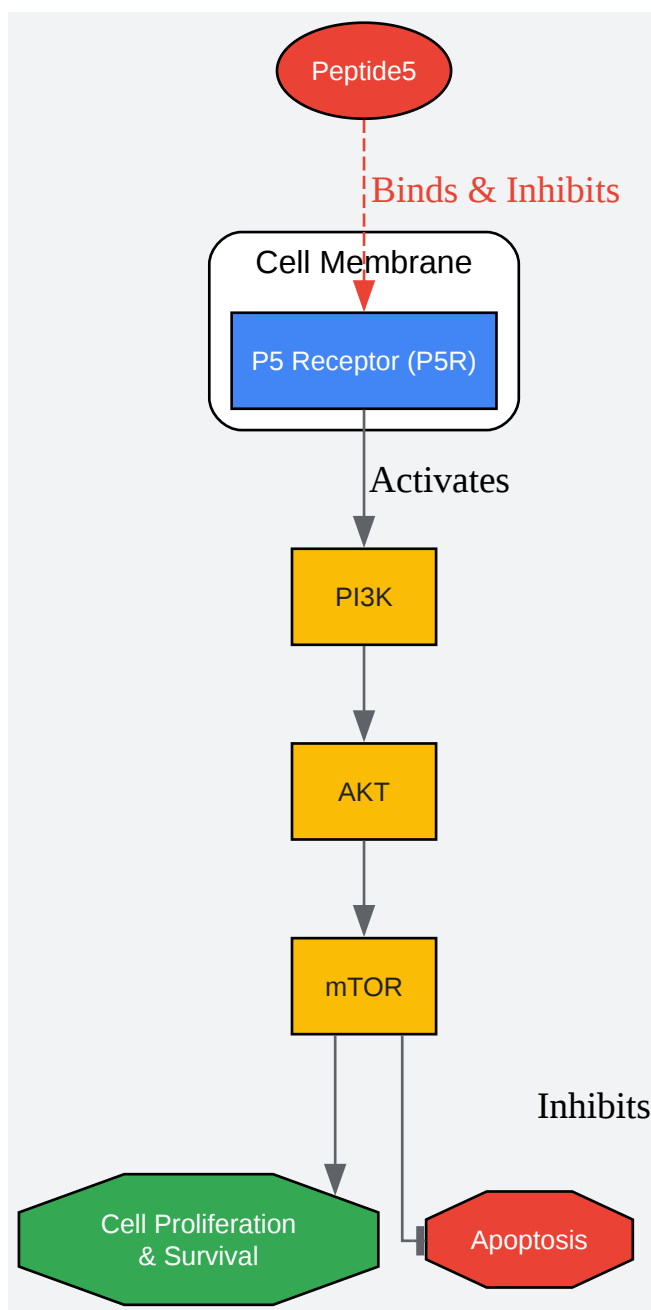 Peptide5
Binds & Inhibits
Cell Membrane
P5 Receptor (P5R)
Activates
PI3K
AKT
mTOR
Inhibits
Cell Proliferation
& Survival
Apoptosis